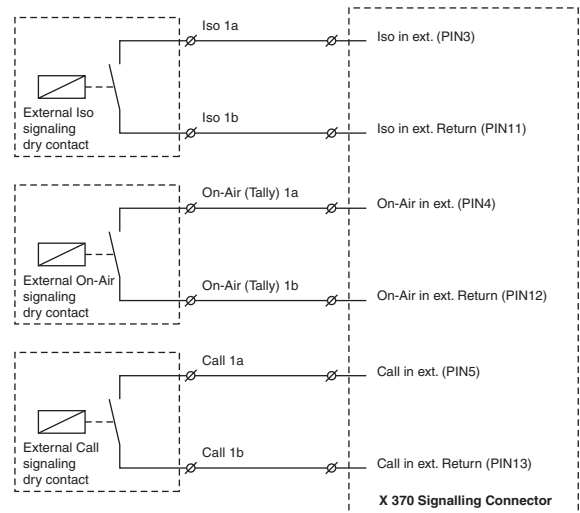 Iso 1a
Iso in ext. (PIN3)
External Iso
signaling
dry contact
Iso 1b
Iso in ext. Return (PIN11)
On-Air (Tally) 1a
On-Air in ext. (PIN4)
External On-Air
signaling
dry contact
On-Air (Tally) 1b
On-Air in ext. Return (PIN12)
Call 1a
Call in ext. (PIN5)
External Call
signaling
dry contact
Call 1b
Call in ext. Return (PIN13)
X 370 Signalling Connector